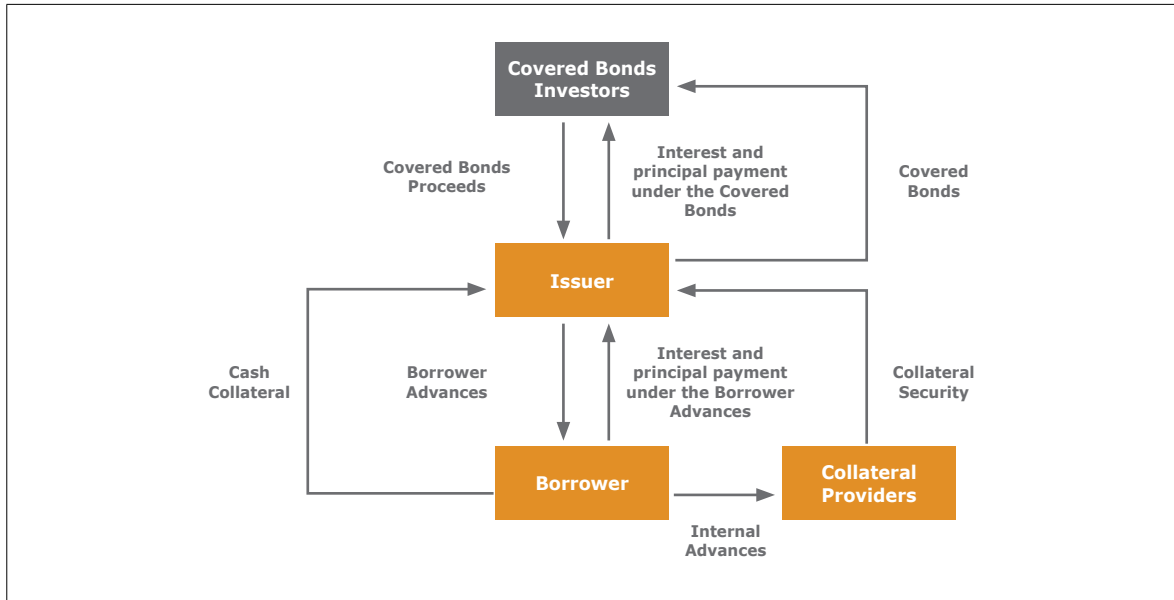 Covered Bonds
Investors
Covered Bonds
Proceeds
Interest and
principal payment
under the Covered
Bonds
Covered
Bonds
Issuer
Cash
Collateral
Borrower
Advances
Interest and
principal payment
under the Borrower
Advances
Collateral
Security
Borrower
Collateral
Providers
Internal
Advances